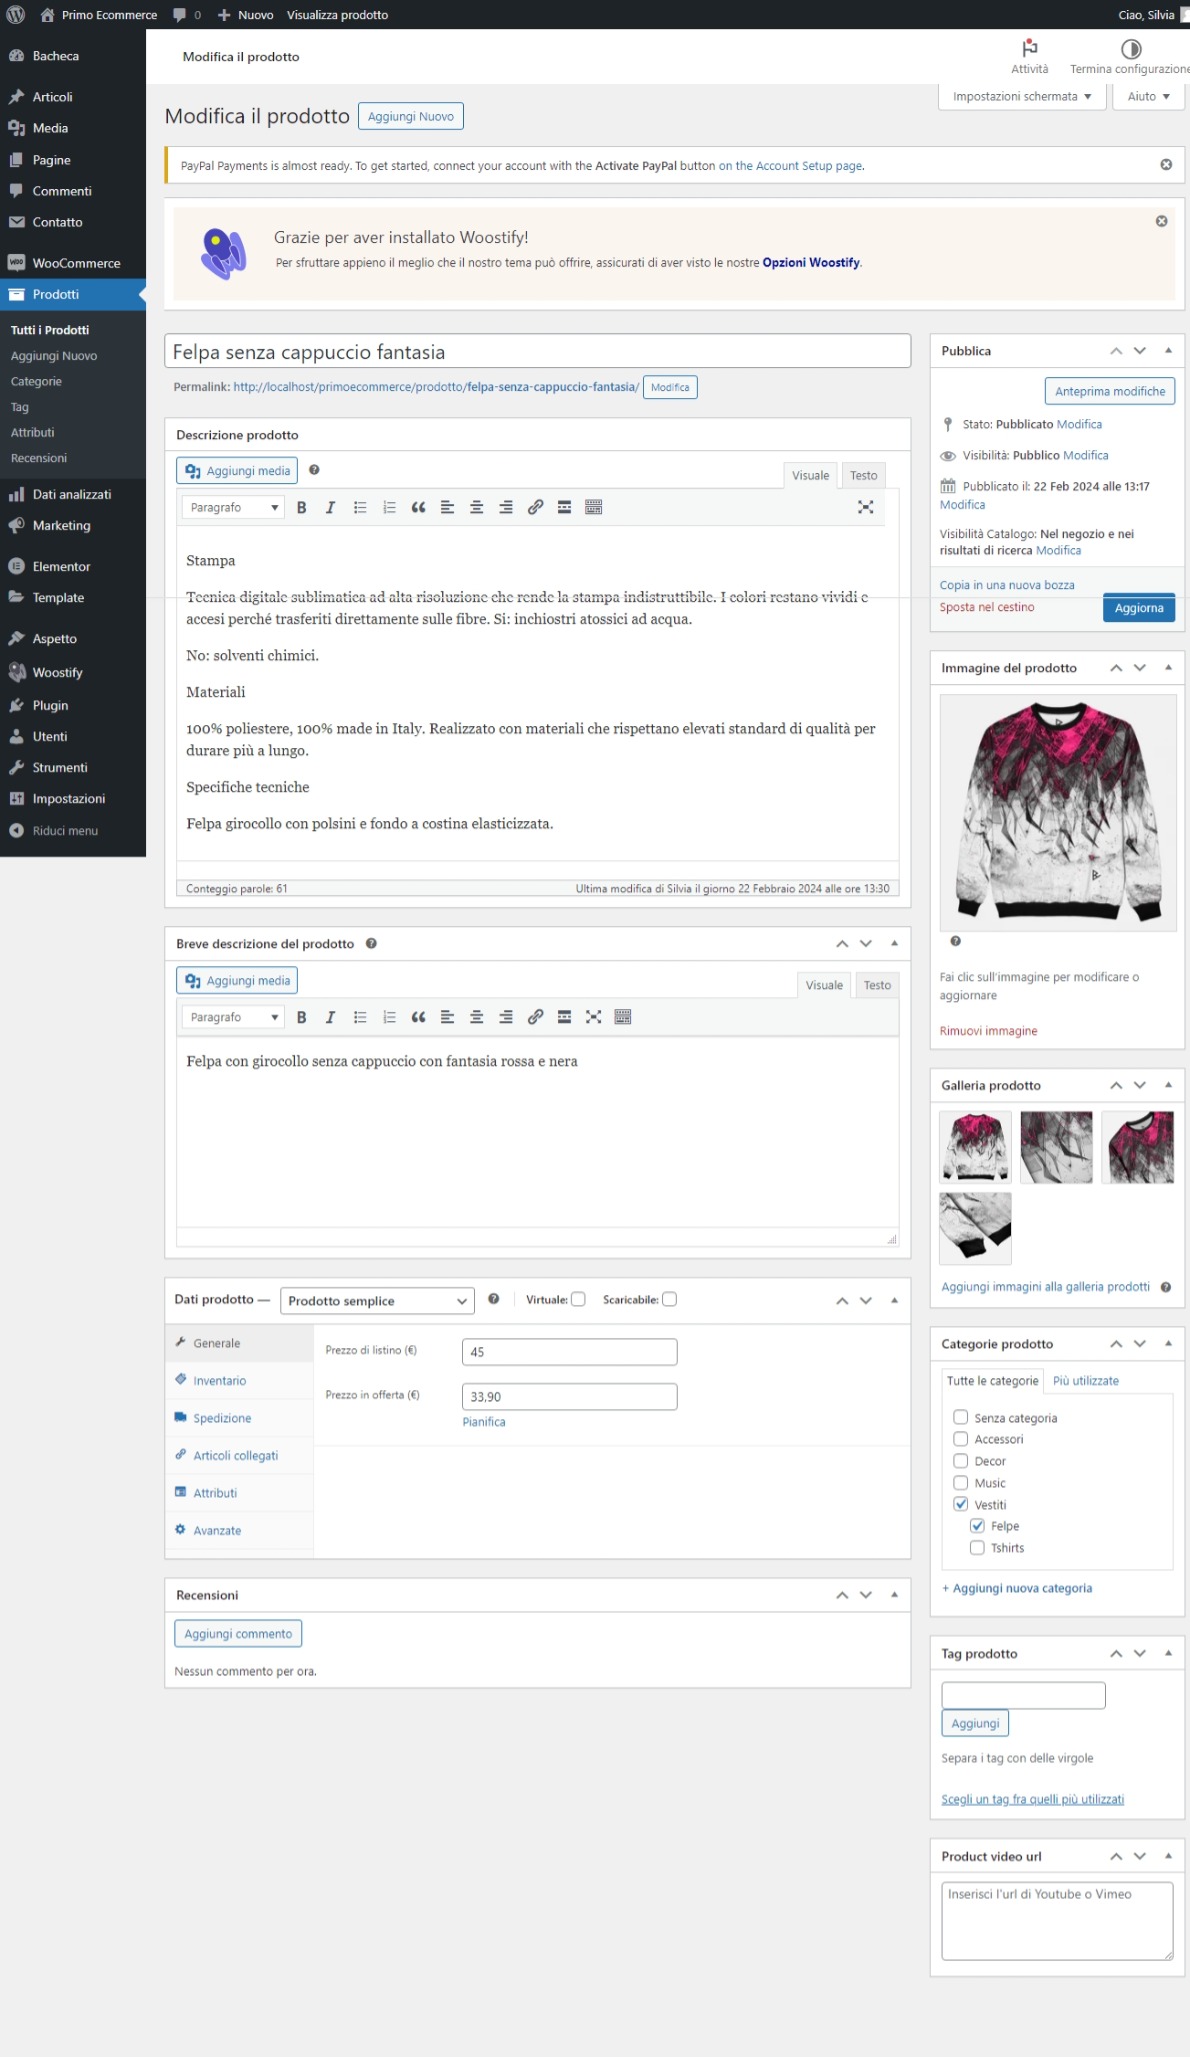 Primo Ecommerce 0 Nuovo Visualizza prodotto Ciao, Silvia
Bacheca
Articoli
Media
Pagine
Commenti
Contatto
WooCommerce
Prodotti
Tutti i Prodotti
Aggiungi Nuovo
Categorie
Tag
Attributi
Recensioni
Dati analizzati
Marketing
Elementor
Template
Aspetto
Woostify
Plugin
Utenti
Strumenti
Impostazioni
Riduci menu
Modifica il prodotto
Attività
Termina configurazione
Impostazioni schermata
Aiuto
Modifica il prodotto
Aggiungi Nuovo
PayPal Payments is almost ready. To get started, connect your account with the Activate PayPal button on the Account Setup page.
Grazie per aver installato Woostify!
Per sfruttare appieno il meglio che il nostro tema può offrire, assicurati di aver visto le nostre Opzioni Woostify.
Felpa senza cappuccio fantasia
Permalink: http://localhost/primoecommerce/prodotto/felpa-senza-cappuccio-fantasia/ Modifica
Descrizione prodotto
Aggiungi media
Visuale Testo
Paragrafo
B I
Stampa
Tecnica digitale sublimatica ad alta risoluzione che rende la stampa indistruttibile. I colori restano vividi e
accesi perché trasferiti direttamente sulle fibre. Si: inchiostri atossici ad acqua.
No: solventi chimici.
Materiali
100% poliestere, 100% made in Italy. Realizzato con materiali che rispettano elevati standard di qualità per
durare più a lungo.
Specifiche tecniche
Felpa girocollo con polsini e fondo a costina elasticizzata.
Conteggio parole: 61
Ultima modifica di Silvia il giorno 22 Febbraio 2024 alle ore 13:30
Breve descrizione del prodotto
Aggiungi media
Visuale Testo
Paragrafo
B I
Felpa con girocollo senza cappuccio con fantasia rossa e nera
Dati prodotto — Prodotto semplice Virtuale: Scaricabile:
Generale
Inventario
Spedizione
Articoli collegati
Attributi
Avanzate
Prezzo di listino (€) 45
Prezzo in offerta (€) 33,90
Pianifica
Recensioni
Aggiungi commento
Nessun commento per ora.
Pubblica
Anteprima modifiche
Stato: Pubblicato Modifica
Visibilità: Pubblico Modifica
Pubblicato il: 22 Feb 2024 alle 13:17
Modifica
Visibilità Catalogo: Nel negozio e nei
risultati di ricerca Modifica
Copia in una nuova bozza
Sposta nel cestino
Aggiorna
Immagine del prodotto
Fai clic sull'immagine per modificare o
aggiornare
Rimuovi immagine
Galleria prodotto
Aggiungi immagini alla galleria prodotti
Categorie prodotto
Tutte le categorie Più utilizzate
Senza categoria
Accessori
Decor
Music
Vestiti
Felpe
Tshirts
+ Aggiungi nuova categoria
Tag prodotto
Aggiungi
Separa i tag con delle virgole
Scegli un tag fra quelli più utilizzati
Product video url
Inserisci l'url di Youtube o Vimeo